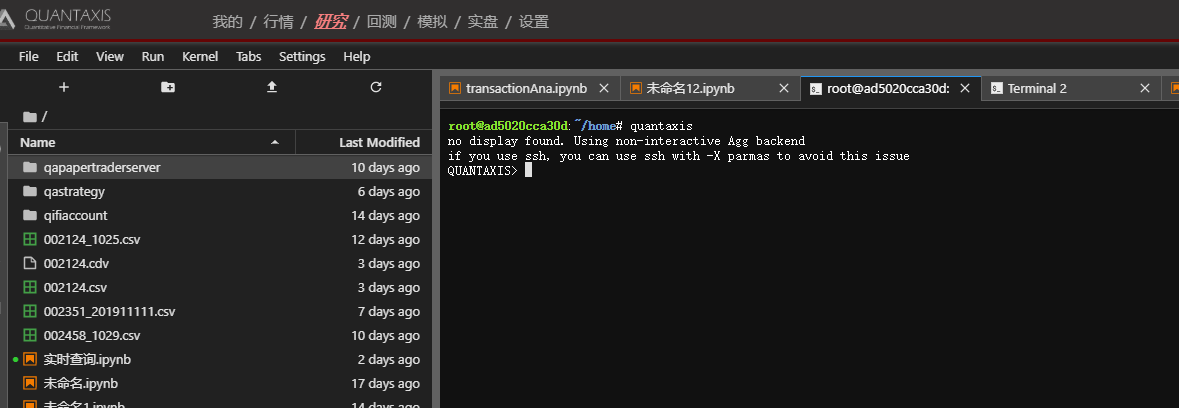 QUANTAXIS
Quantitative Financial Framework
我的 / 行情 / 研究 / 回测 / 模拟 / 实盘 / 设置
File Edit View Run Kernel Tabs Settings Help
/
Name Last Modified
qapapertraderserver 10 days ago
qastrategy 6 days ago
qifiaccount 14 days ago
002124_1025.csv 12 days ago
002124.cdv 3 days ago
002124.csv 3 days ago
002351_201911111.csv 7 days ago
002458_1029.csv 10 days ago
实时查询.ipynb 2 days ago
未命名.ipynb 17 days ago
未命名1.ipynb 14 days ago
transactionAna.ipynb 未命名12.ipynb root@ad5020cca30d: Terminal 2
root@ad5020cca30d:~/home# quantaxis
no display found. Using non-interactive Agg backend
if you use ssh, you can use ssh with -X parmas to avoid this issue
QUANTAXIS>